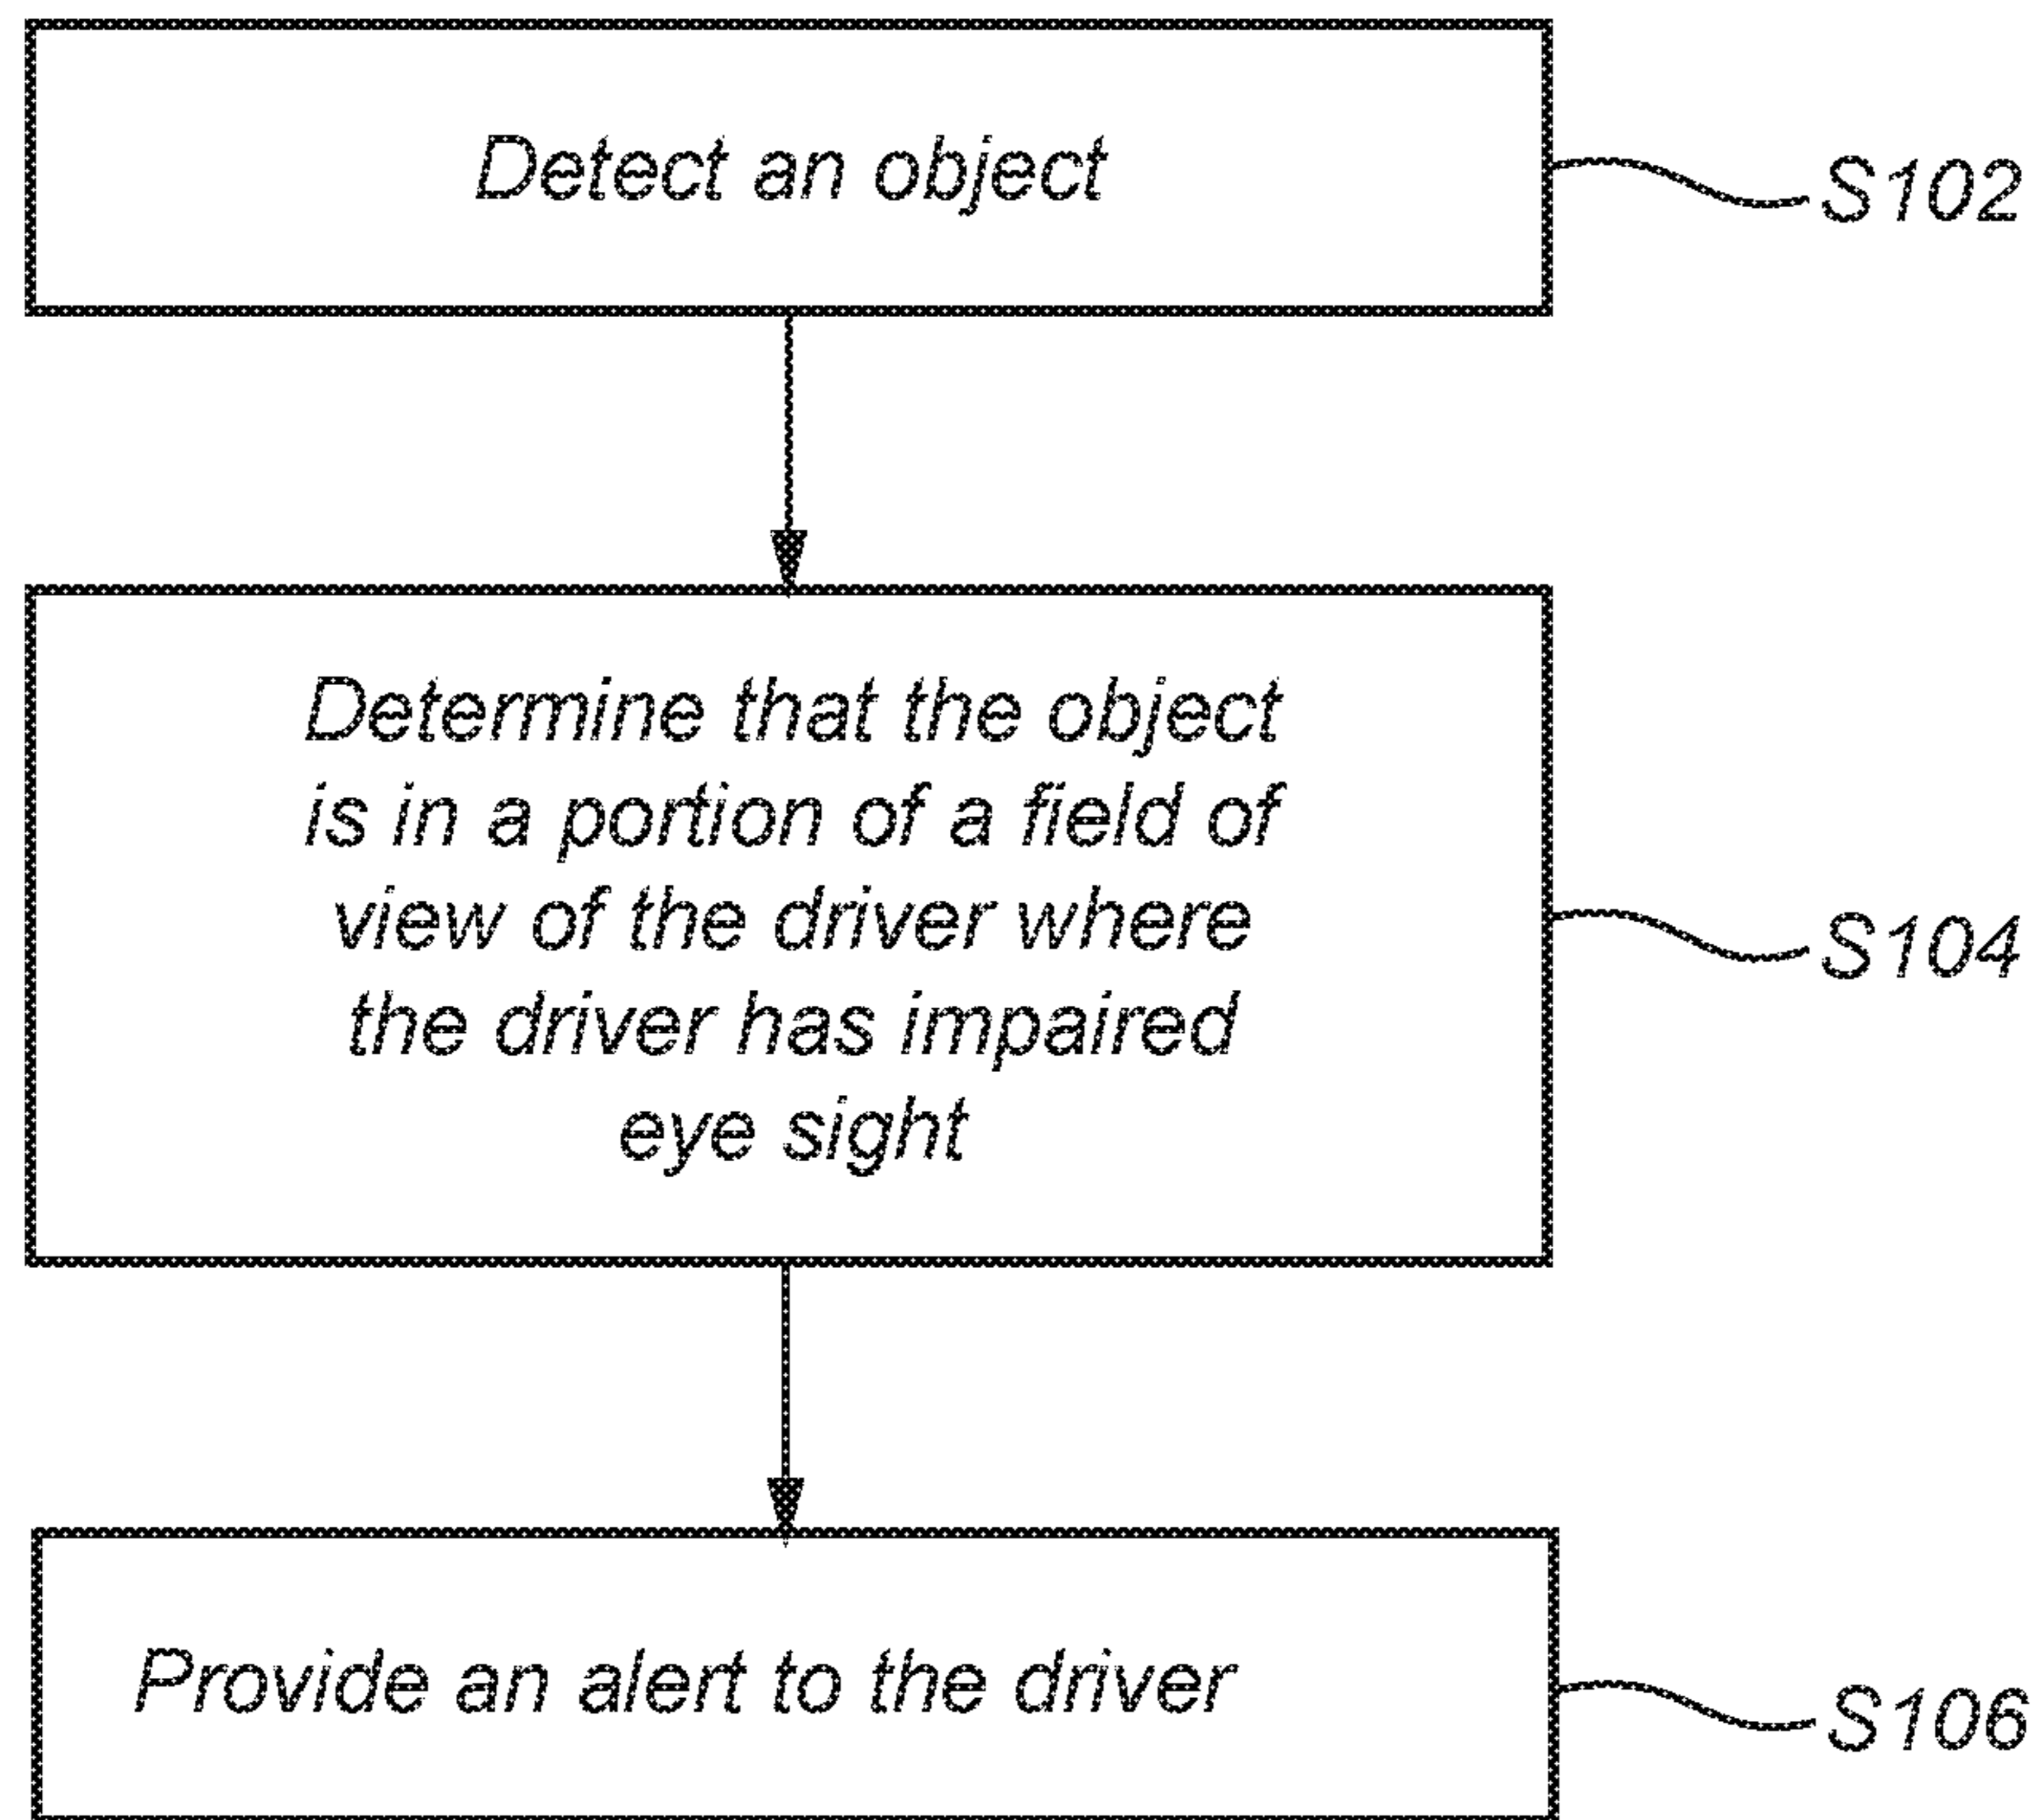 Detect an object
S102
Determine that the object
is in a portion of a field of
view of the driver where
the driver has impaired
eye sight
S104
Provide an alert to the driver
S106